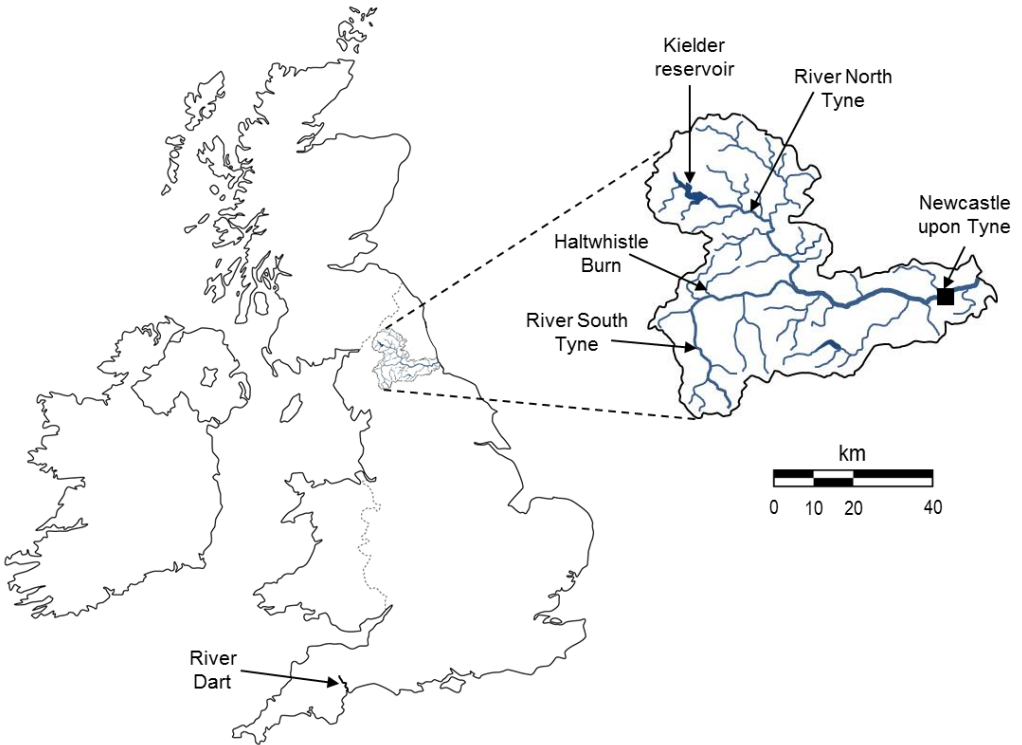 Kielder
reservoir
River North
Tyne
Newcastle
upon Tyne
Haltwhistle
Burn
River South
Tyne
km
0 10 20 40
River
Dart